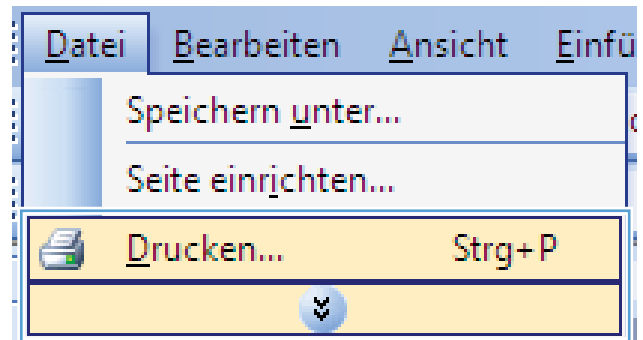 Datei Bearbeiten Ansicht Einfü
Speichern unter...
Seite einrichten...
Drucken... Strg+P